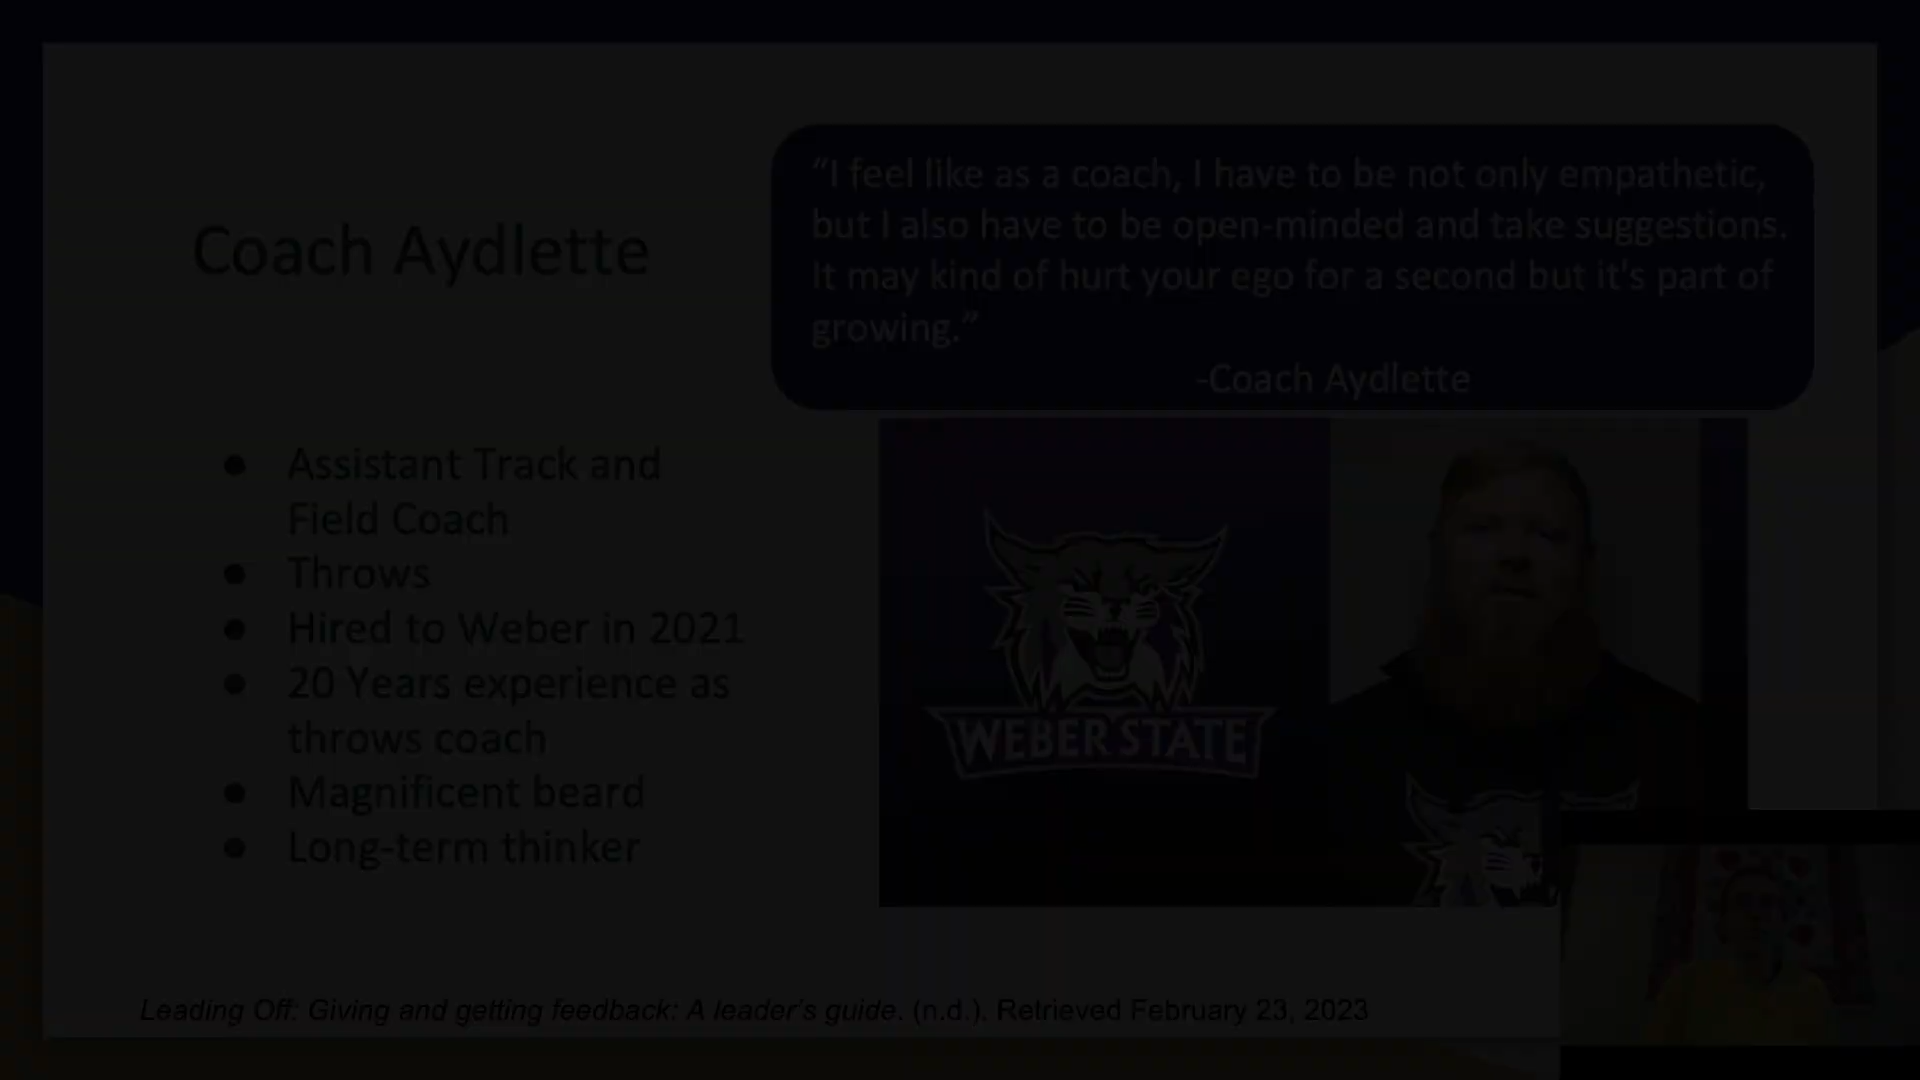 Coach Aydlette
“I feel like as a coach, I have to be not only empathetic,
but I also have to be open-minded and take suggestions.
It may kind of hurt your ego for a second but it's part of
growing.”
-Coach Aydlette
● Assistant Track and
Field Coach
● Throws
● Hired to Weber in 2021
● 20 Years experience as
throws coach
● Magnificent beard
● Long-term thinker
WEBER STATE
Leading Off: Giving and getting feedback: A leader's guide. (n.d.). Retrieved February 23, 2023